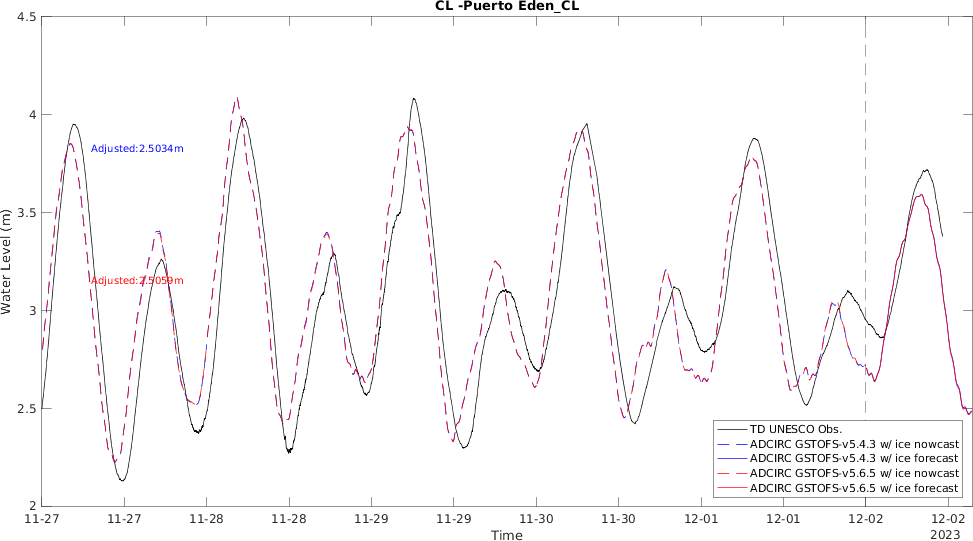 CL -Puerto Eden_CL
4.5
4
3.5
3
2.5
2
Water Level (m)
Adjusted:2.5034m
Adjusted:2.5059m
TD UNESCO Obs.
ADCIRC GSTOFS-v5.4.3 w/ ice nowcast
ADCIRC GSTOFS-v5.4.3 w/ ice forecast
ADCIRC GSTOFS-v5.6.5 w/ ice nowcast
ADCIRC GSTOFS-v5.6.5 w/ ice forecast
11-27 11-27 11-28 11-28 11-29 11-29 11-30 11-30 12-01 12-01 12-02 12-02
2023
Time